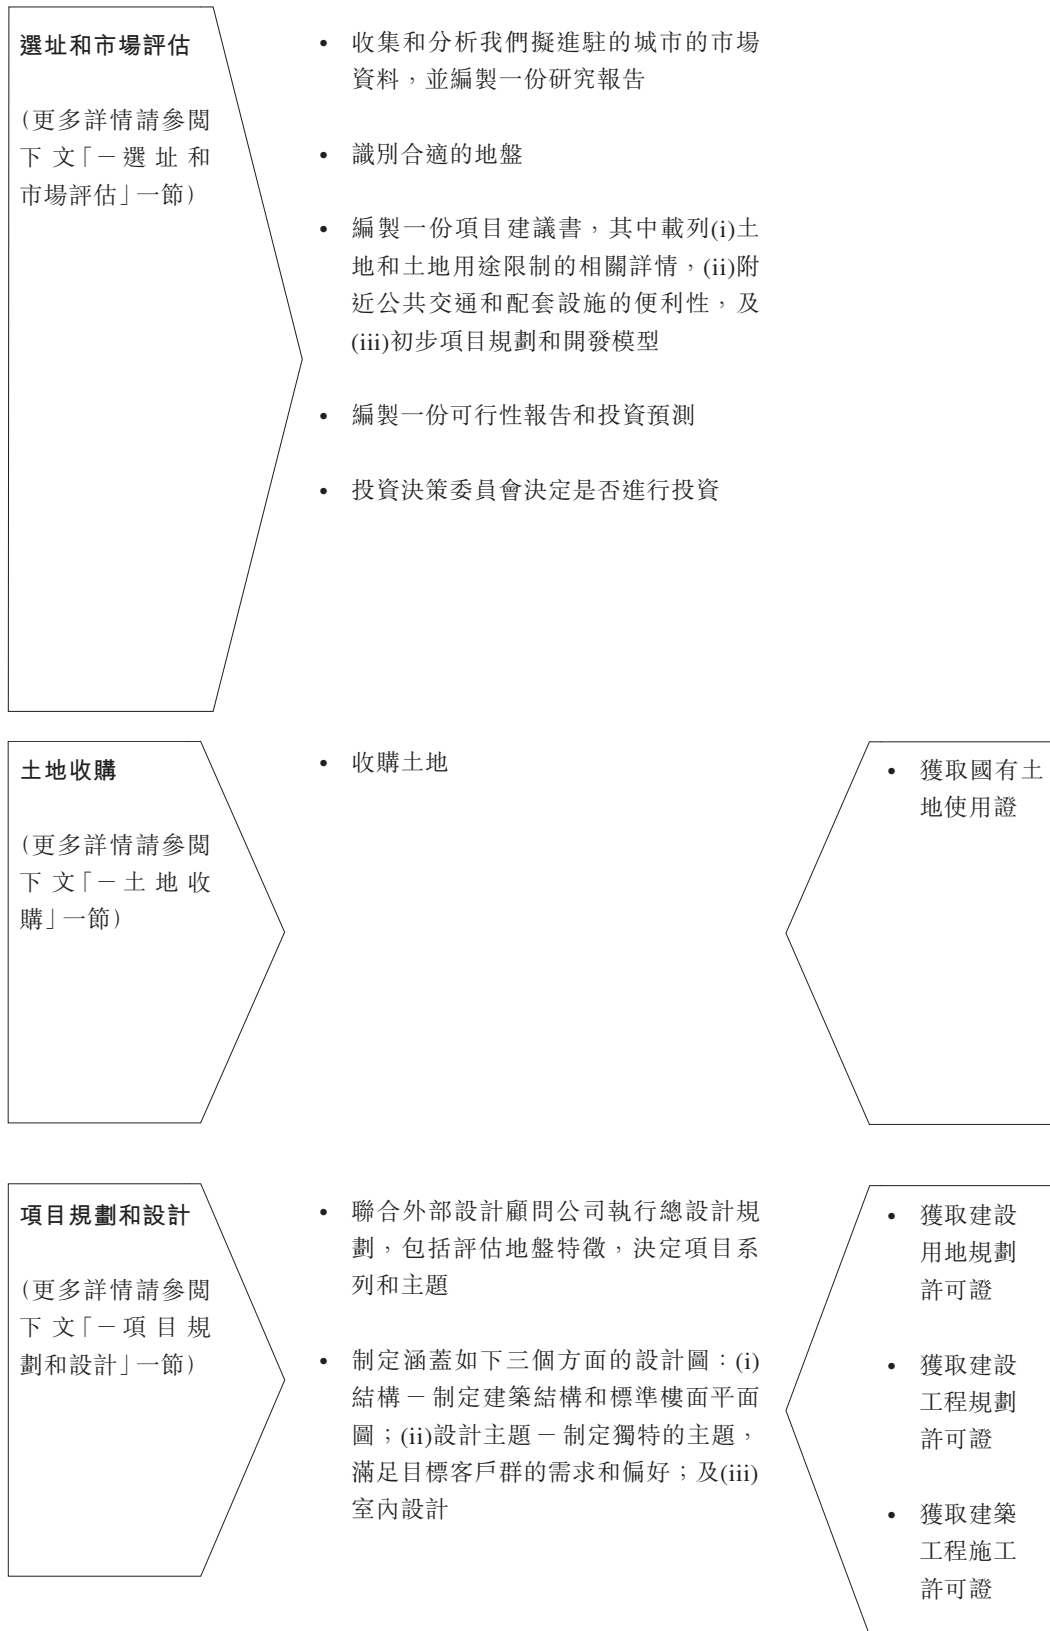 選址和市場評估
(更多詳情請參閱
下文「－選址和
市場評估」一節)
• 收集和分析我們擬進駐的城市的市場
資料，並編製一份研究報告
• 識別合適的地盤
• 編製一份項目建議書，其中載列(i)土
地和土地用途限制的相關詳情，(ii)附
近公共交通和配套設施的便利性，及
(iii)初步項目規劃和開發模型
• 編製一份可行性報告和投資預測
• 投資決策委員會決定是否進行投資
土地收購
(更多詳情請參閱
下文「－土地收
購」一節)
• 收購土地
• 獲取國有土
地使用證
項目規劃和設計
(更多詳情請參閱
下文「－項目規
劃和設計」一節)
• 聯合外部設計顧問公司執行總設計規
劃，包括評估地盤特徵，決定項目系
列和主題
• 制定涵蓋如下三個方面的設計圖：(i)
結構－制定建築結構和標準樓面平面
圖；(ii)設計主題－制定獨特的主題，
滿足目標客戶群的需求和偏好；及(iii)
室內設計
• 獲取建設
用地規劃
許可證
• 獲取建設
工程規劃
許可證
• 獲取建築
工程施工
許可證